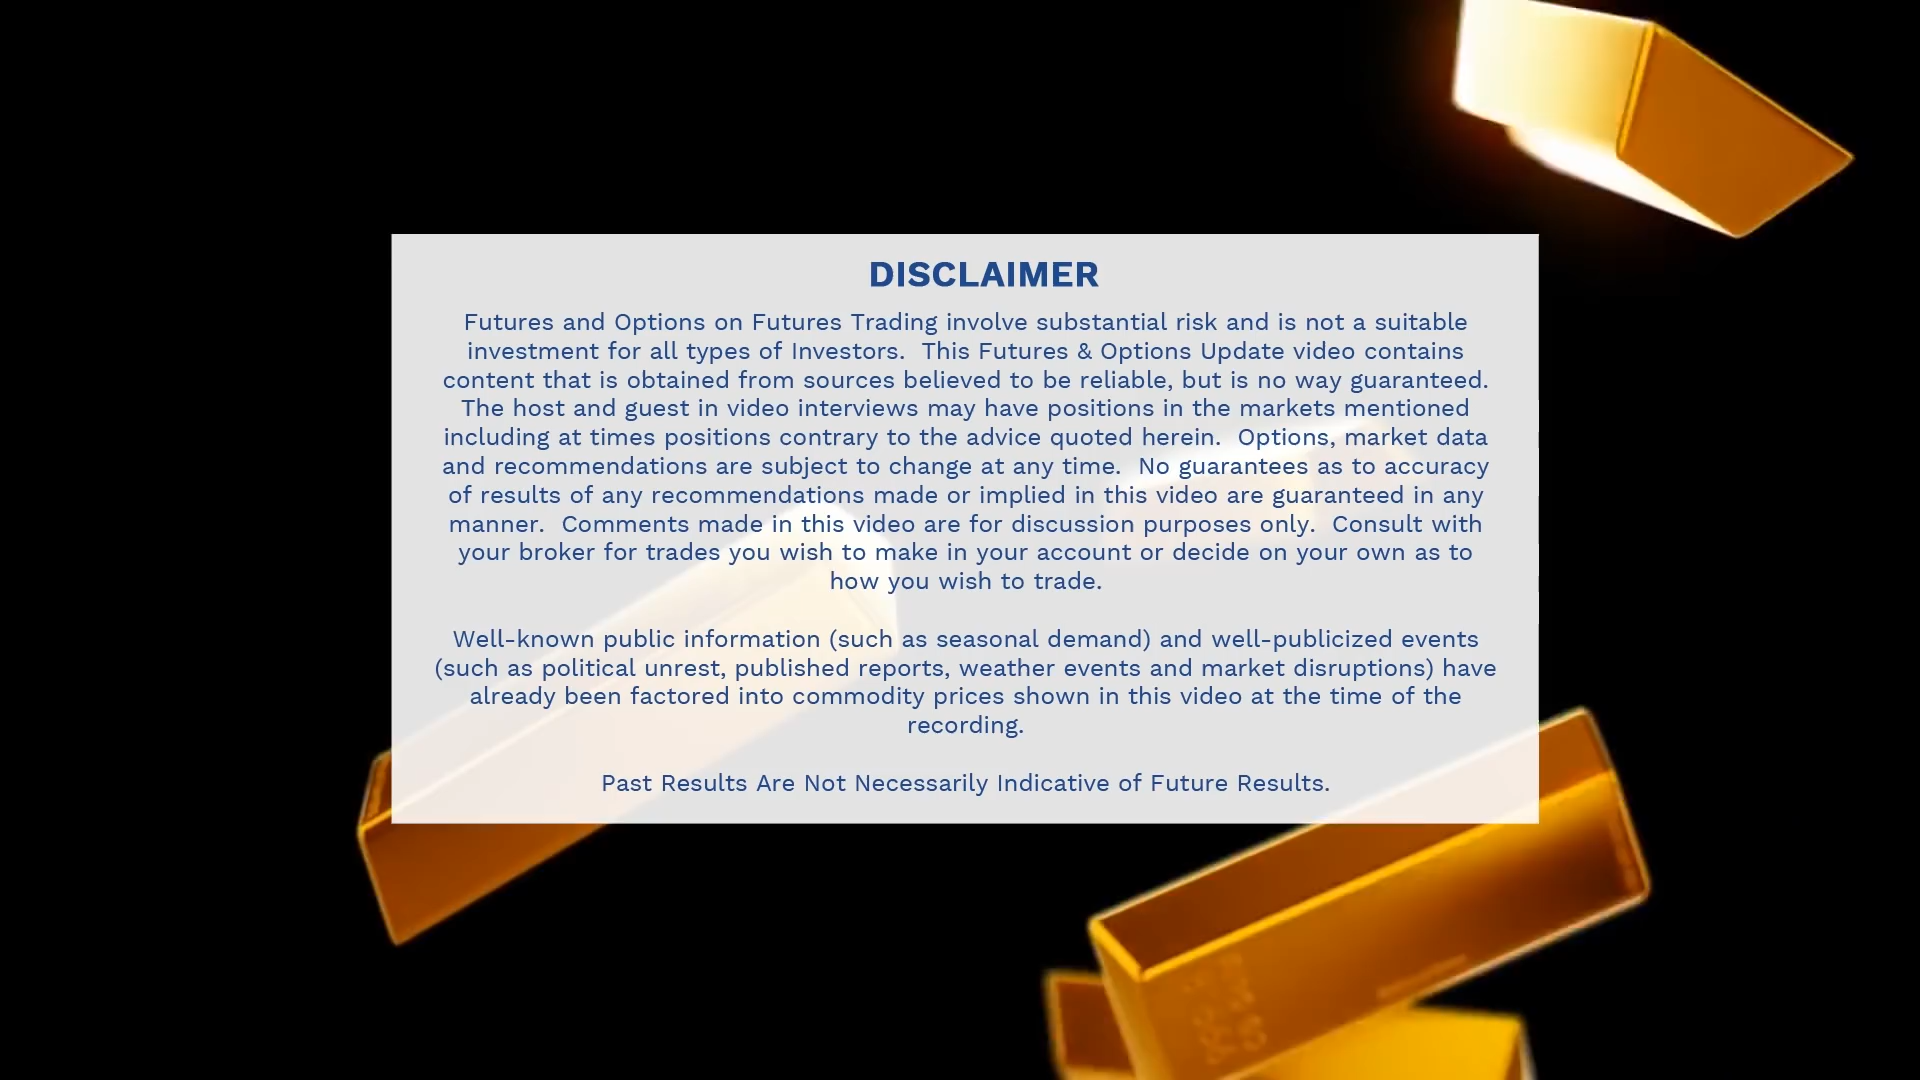 DISCLAIMER
Futures and Options on Futures Trading involve substantial risk and is not a suitable
investment for all types of Investors.  This Futures & Options Update video contains
content that is obtained from sources believed to be reliable, but is no way guaranteed.
The host and guest in video interviews may have positions in the markets mentioned
including at times positions contrary to the advice quoted herein.  Options, market data
and recommendations are subject to change at any time.  No guarantees as to accuracy
of results of any recommendations made or implied in this video are guaranteed in any
manner.  Comments made in this video are for discussion purposes only.  Consult with
your broker for trades you wish to make in your account or decide on your own as to
how you wish to trade.
Well-known public information (such as seasonal demand) and well-publicized events
(such as political unrest, published reports, weather events and market disruptions) have
already been factored into commodity prices shown in this video at the time of the
recording.
Past Results Are Not Necessarily Indicative of Future Results.